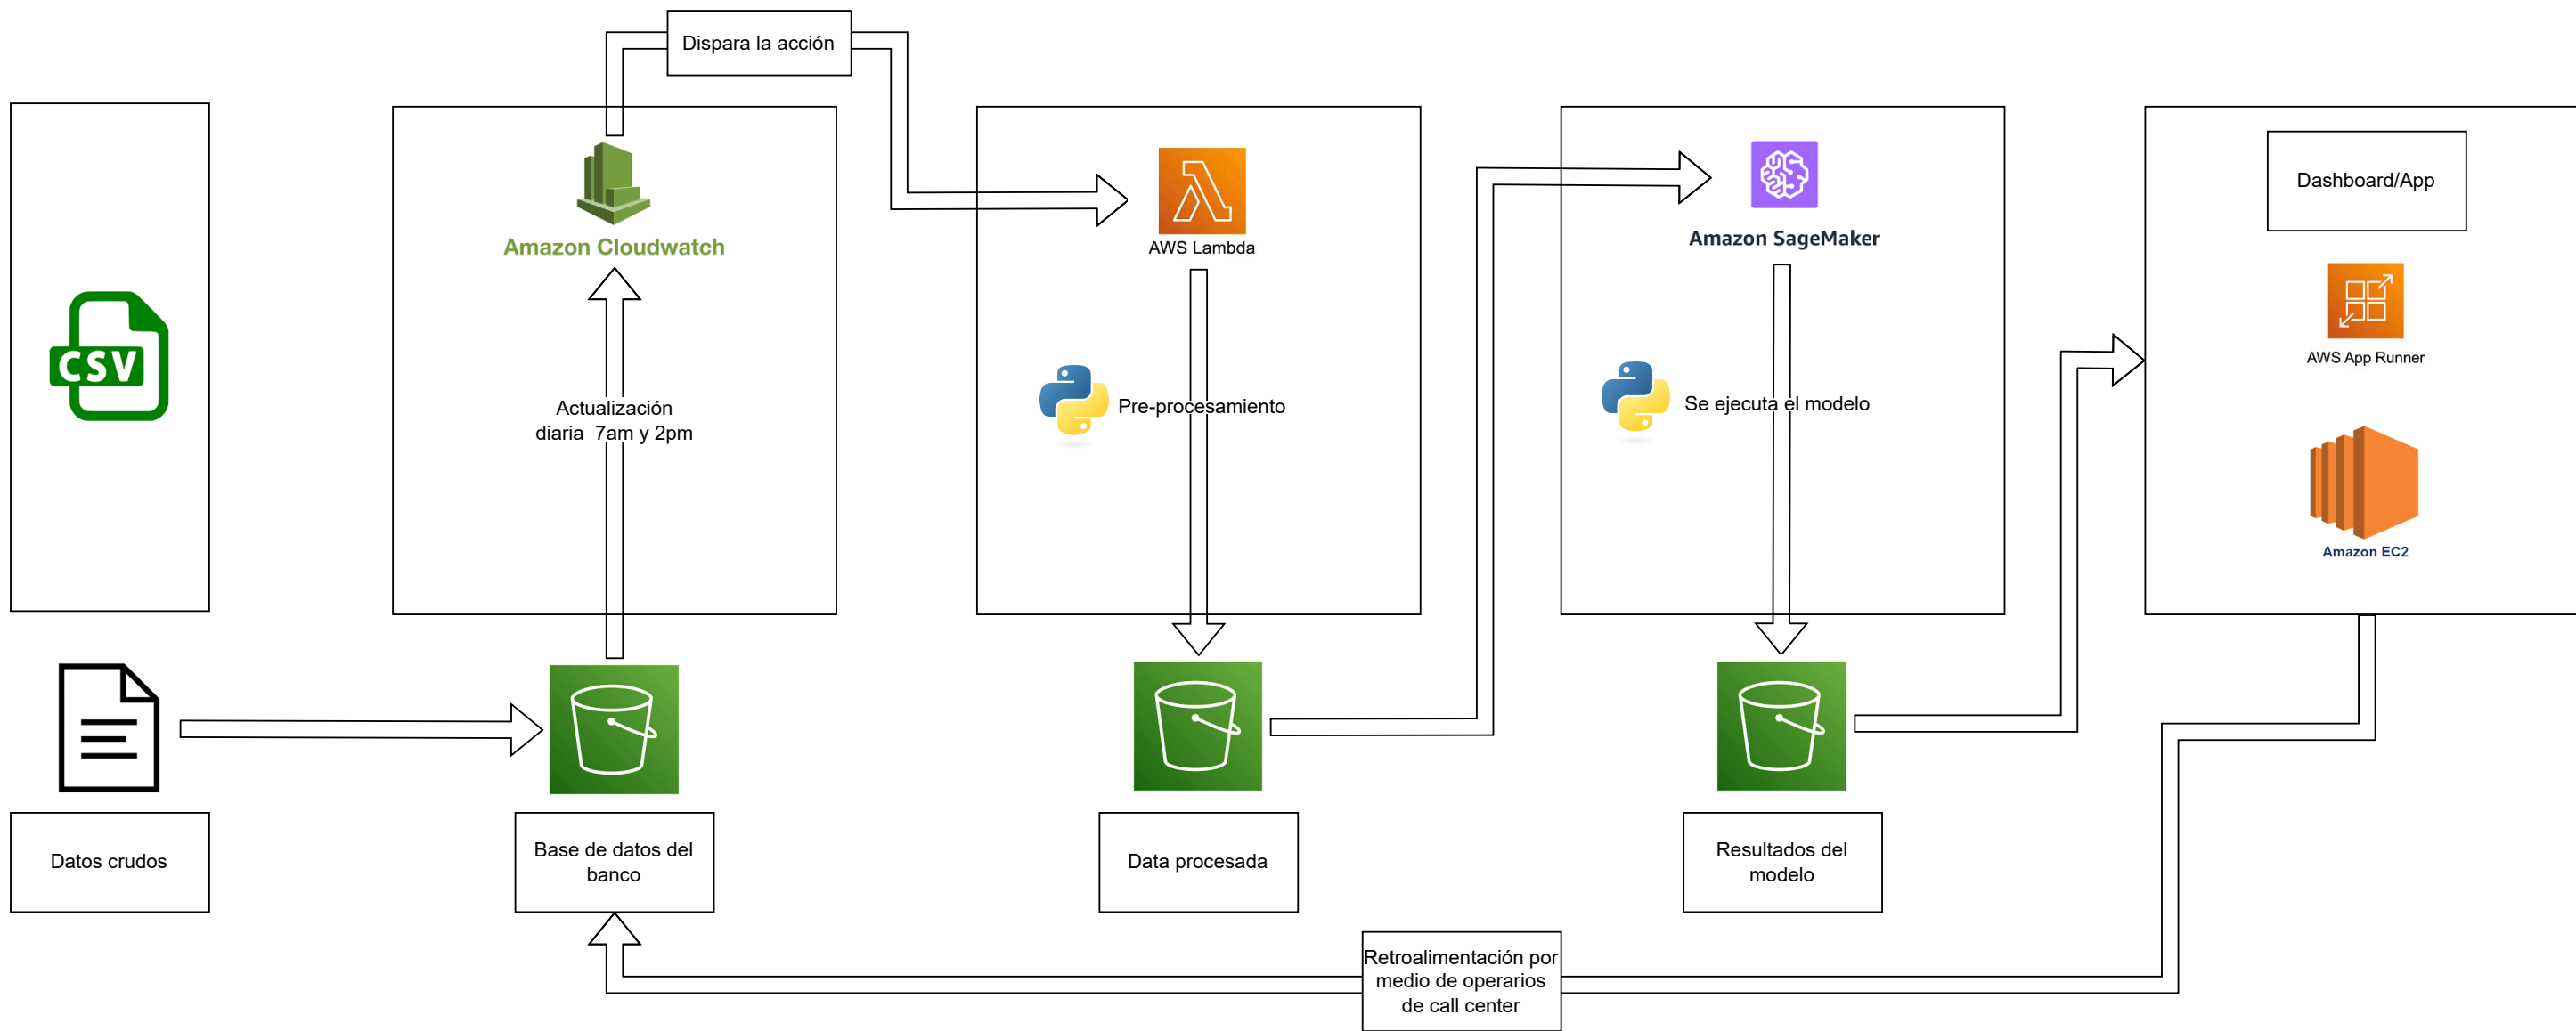 Dispara la acción
CSV
Amazon Cloudwatch
Actualización
diaria 7am y 2pm
AWS Lambda
Pre-procesamiento
Amazon SageMaker
Se ejecuta el modelo
Dashboard/App
AWS App Runner
Amazon EC2
Datos crudos
Base de datos del
banco
Data procesada
Resultados del
modelo
Retroalimentación por
medio de operarios
de call center